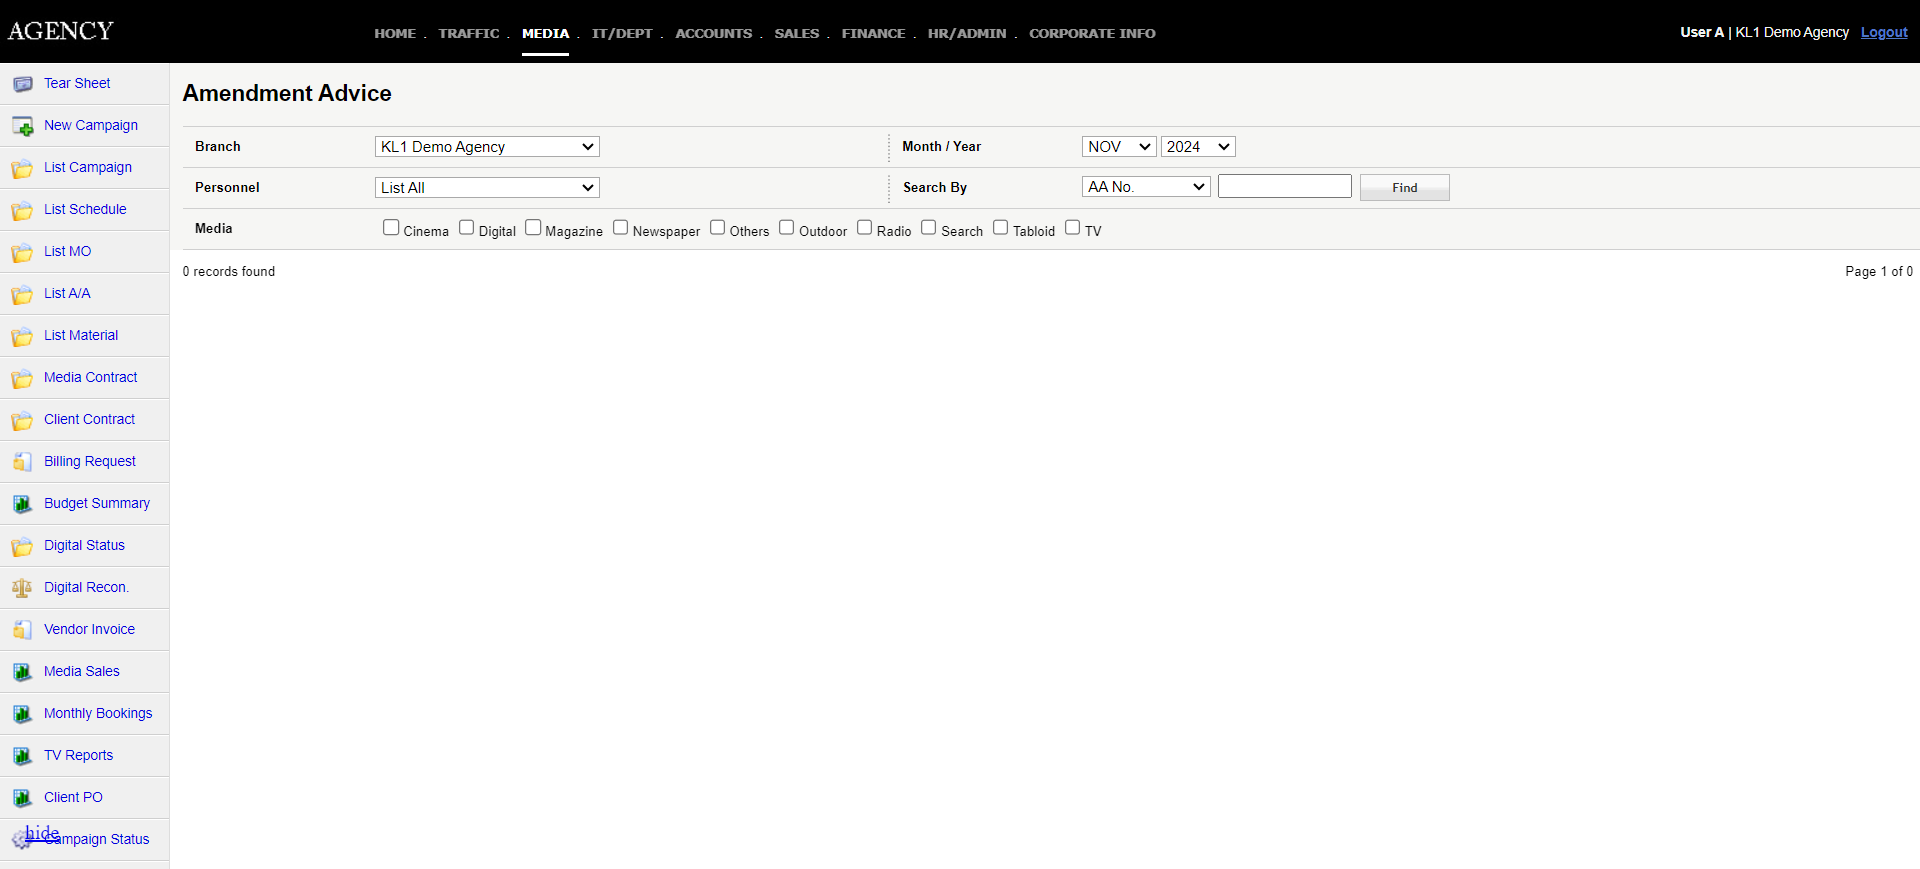 AGENCY
HOME . TRAFFIC . MEDIA . IT/DEPT . ACCOUNTS . SALES . FINANCE . HR/ADMIN . CORPORATE INFO
User A | KL1 Demo Agency Logout
Tear Sheet
New Campaign
List Campaign
List Schedule
List MO
List A/A
List Material
Media Contract
Client Contract
Billing Request
Budget Summary
Digital Status
Digital Recon.
Vendor Invoice
Media Sales
Monthly Bookings
TV Reports
Client PO
hide
Campaign Status
Amendment Advice
Branch KL1 Demo Agency Month / Year NOV 2024
Personnel List All Search By AA No. Find
Media Cinema Digital Magazine Newspaper Others Outdoor Radio Search Tabloid TV
0 records found Page 1 of 0